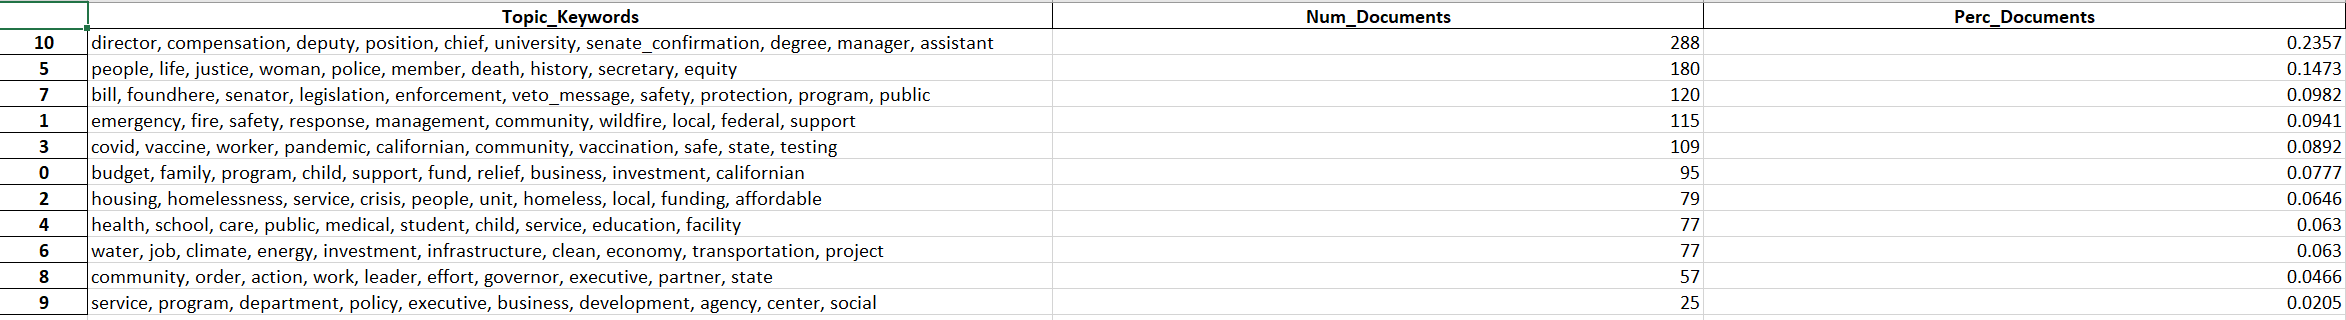 Topic_Keywords Num_Documents Perc_Documents
10 director, compensation, deputy, position, chief, university, senate_confirmation, degree, manager, assistant 288 0.2357
5 people, life, justice, woman, police, member, death, history, secretary, equity 180 0.1473
7 bill, foundhere, senator, legislation, enforcement, veto_message, safety, protection, program, public 120 0.0982
1 emergency, fire, safety, response, management, community, wildfire, local, federal, support 115 0.0941
3 covid, vaccine, worker, pandemic, californian, community, vaccination, safe, state, testing 109 0.0892
0 budget, family, program, child, support, fund, relief, business, investment, californian 95 0.0777
2 housing, homelessness, service, crisis, people, unit, homeless, local, funding, affordable 79 0.0646
4 health, school, care, public, medical, student, child, service, education, facility 77 0.063
6 water, job, climate, energy, investment, infrastructure, clean, economy, transportation, project 77 0.063
8 community, order, action, work, leader, effort, governor, executive, partner, state 57 0.0466
9 service, program, department, policy, executive, business, development, agency, center, social 25 0.0205